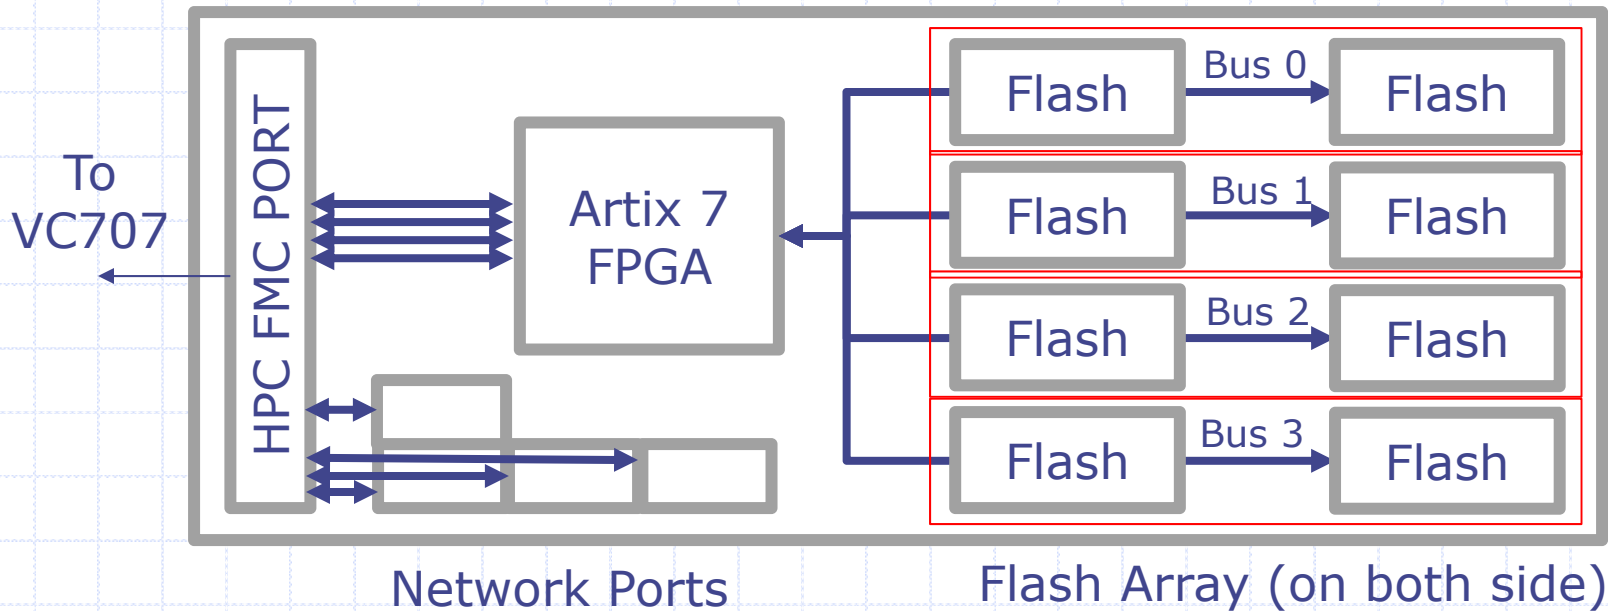 To
VC707
HPC FMC PORT
Artix 7
FPGA
Flash
Bus 0
Flash
Flash
Bus 1
Flash
Flash
Bus 2
Flash
Flash
Bus 3
Flash
Network Ports
Flash Array (on both side)